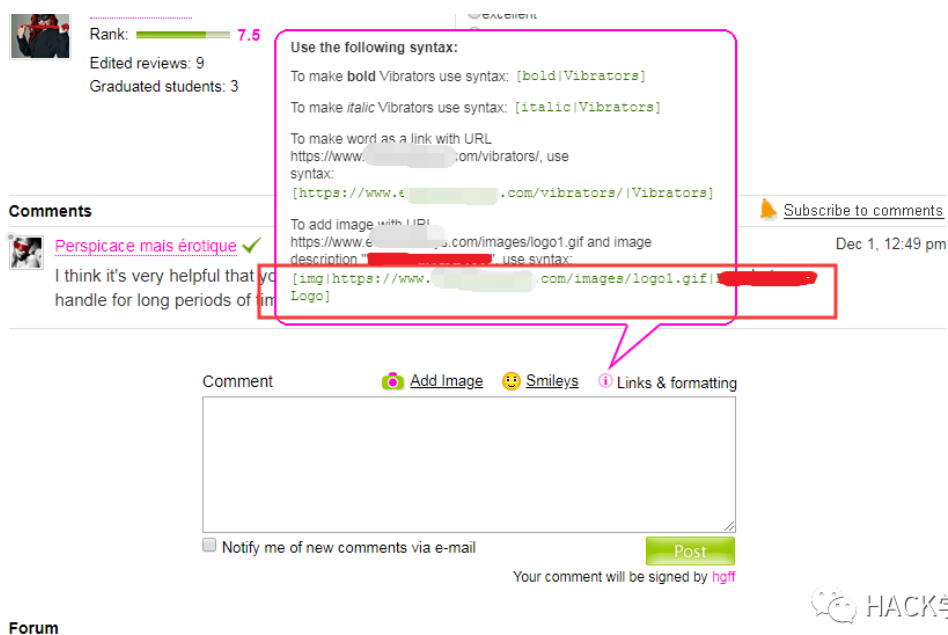 excellent
Rank: 7.5
Edited reviews: 9
Graduated students: 3
Use the following syntax:
To make bold Vibrators use syntax: [bold|Vibrators]
To make italic Vibrators use syntax: [italic|Vibrators]
To make word as a link with URL
https://www. .com/vibrators/, use
syntax:
[https://www.e .com/vibrators/|Vibrators]
To add image with URL
https://www.e s.com/images/logo1.gif and image
description " ", use syntax:
[img|https://www. .com/images/logo1.gif|
Logo]
Comments
Subscribe to comments
Perspicace mais érotique
Dec 1, 12:49 pm
I think it's very helpful that
handle for long periods of
Comment
Add Image
Smileys
Links & formatting
Notify me of new comments via e-mail
Post
Your comment will be signed by hgff
HACK学
Forum